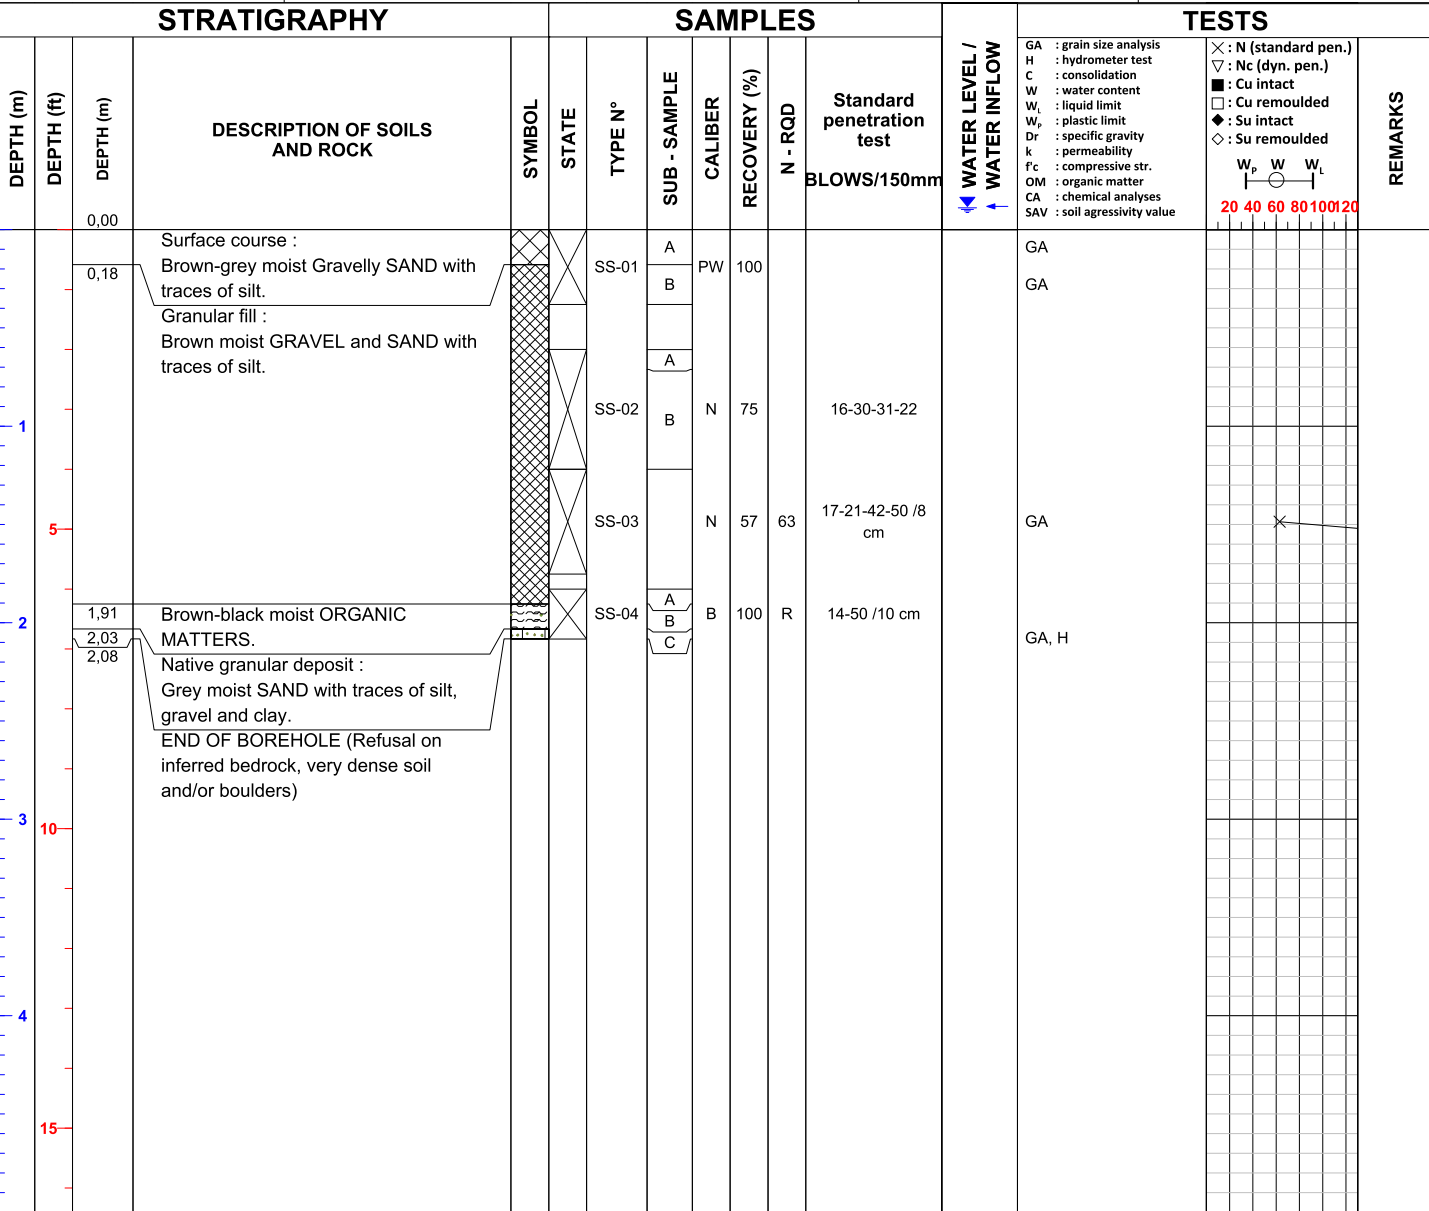 STRATIGRAPHY
SAMPLES
TESTS
DEPTH (m)
DEPTH (ft)
DEPTH (m)
DESCRIPTION OF SOILS
AND ROCK
SYMBOL
STATE
TYPE N°
SUB - SAMPLE
CALIBER
RECOVERY (%)
N - RQD
Standard
penetration
test
BLOWS/150mm
WATER LEVEL /
WATER INFLOW
GA : grain size analysis
H : hydrometer test
C : consolidation
W : water content
WL : liquid limit
WP : plastic limit
Dr : specific gravity
k : permeability
f'c : compressive str.
OM : organic matter
CA : chemical analyses
SAV : soil agressivity value
: N (standard pen.)
: Nc (dyn. pen.)
: Cu intact
: Cu remoulded
: Su intact
: Su remoulded
WP W WL
20 40 60 80 100 120
REMARKS
0,00
Surface course :
Brown-grey moist Gravelly SAND with
traces of silt.
0,18
Granular fill :
Brown moist GRAVEL and SAND with
traces of silt.
1,91
Brown-black moist ORGANIC
MATTERS.
2,03
Native granular deposit :
Grey moist SAND with traces of silt,
gravel and clay.
2,08
END OF BOREHOLE (Refusal on
inferred bedrock, very dense soil
and/or boulders)
SS-01 A B PW 100 GA GA
SS-02 A B N 75 16-30-31-22
SS-03 N 57 63 17-21-42-50 /8
cm
GA
SS-04 A B C B 100 R 14-50 /10 cm GA, H
1
2
3
4
5
10
15